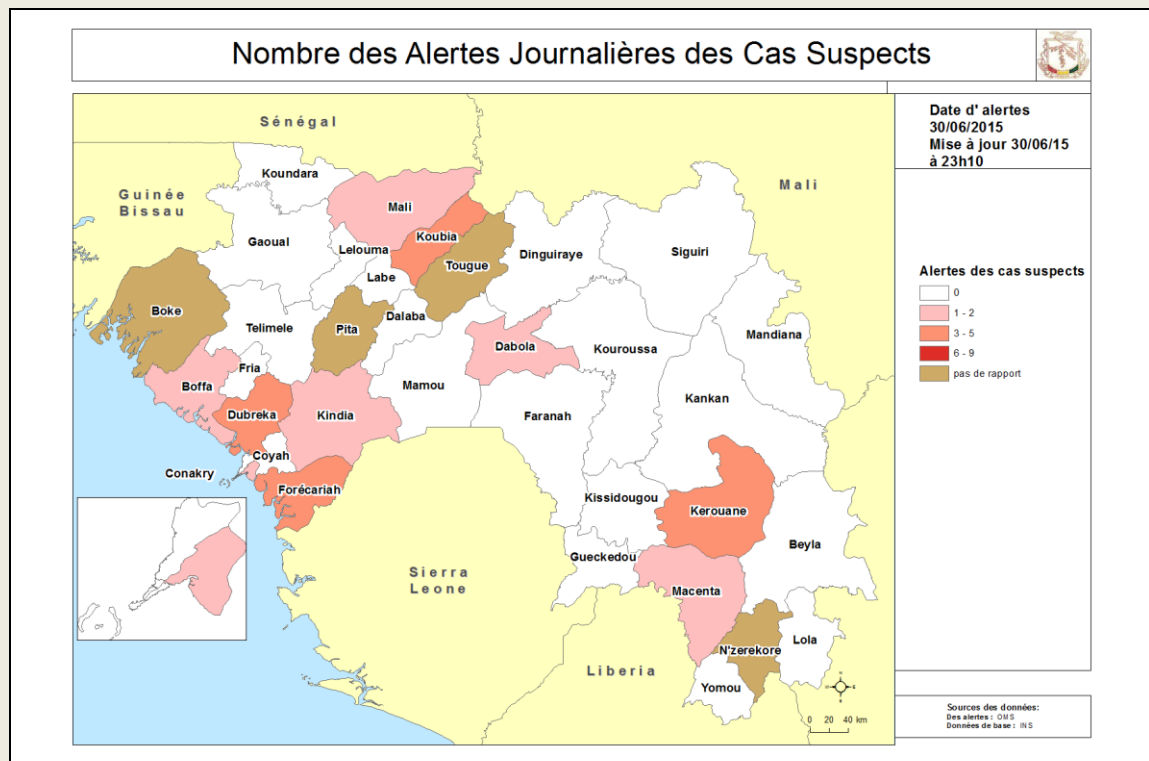 Nombre des Alertes Journalières des Cas Suspects
Date d' alertes
30/06/2015
Mise à jour 30/06/15
à 23h10
Sénégal
Guinée
Bissau
Mali
Koundara
Mali
Gaoual
Koubia
Lelouma
Tougue
Labe
Dinguiraye
Siguiri
Boke
Telimele
Pita
Dalaba
Dabola
Kouroussa
Mandiana
Fria
Boffa
Mamou
Dubreka
Kindia
Faranah
Kankan
Coyah
Conakry
Forécariah
Kissidougou
Kerouane
Beyla
Gueckedou
Sierra
Leone
Macenta
Lola
N'zerekore
Liberia
Yomou
0 20 40 km
Alertes des cas suspects
0
1 - 2
3 - 5
6 - 9
pas de rapport
Sources des données:
Des alertes : OMS
Données de base : INS